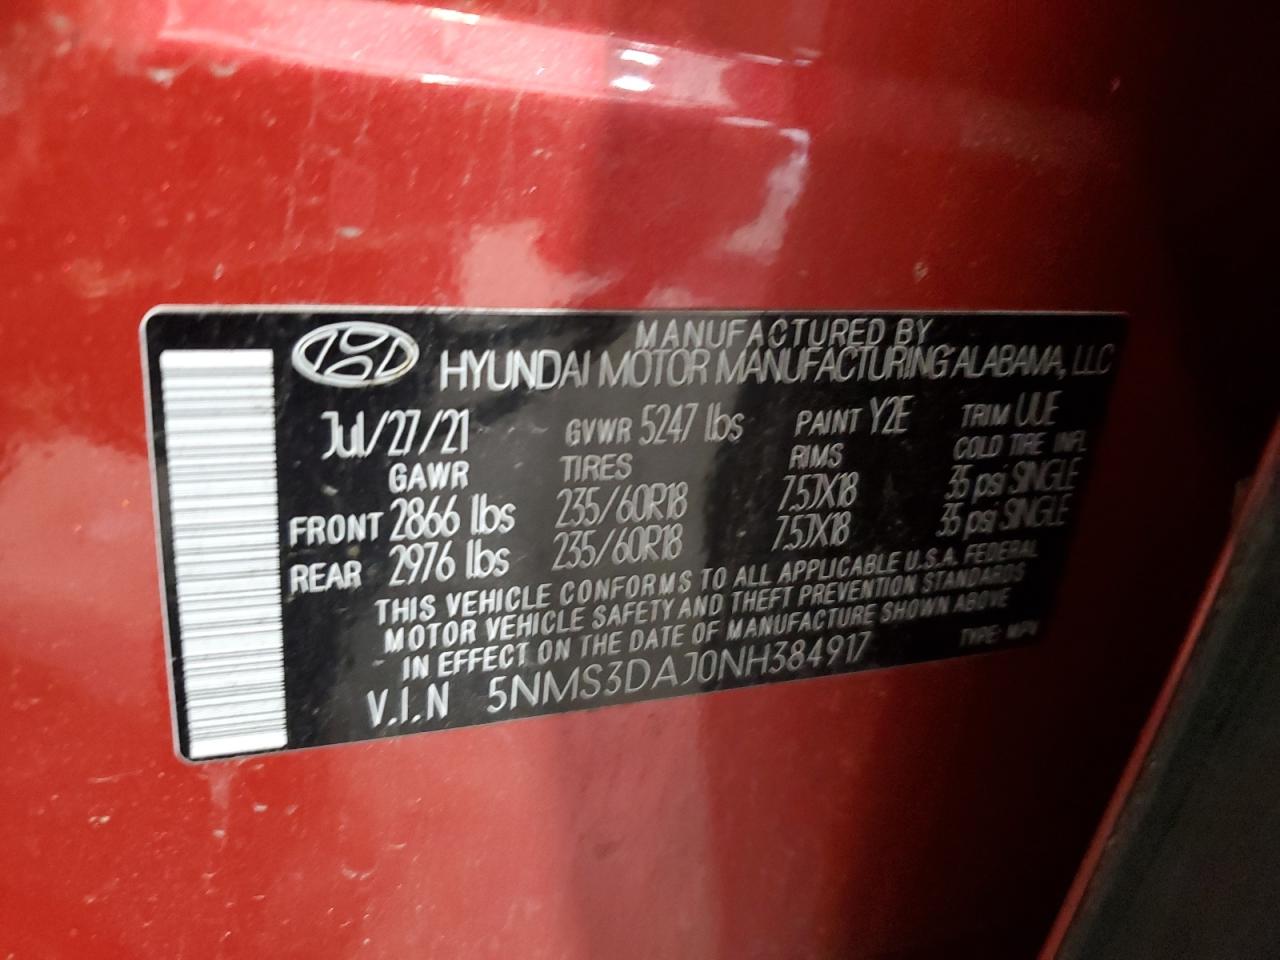 MANUFACTURED BY
HYUNDAI MOTOR MANUFACTURING ALABAMA, LLC
Jul/27/21 GVWR 5247 lbs PAINT Y2E TRIM UUE
GAWR TIRES RIMS COLD TIRE INFL
FRONT 2866 lbs 235/60R18 7.5JX18 35 psi SINGLE
REAR 2976 lbs 235/60R18 7.5JX18 35 psi SINGLE
THIS VEHICLE CONFORMS TO ALL APPLICABLE U.S.A. FEDERAL
MOTOR VEHICLE SAFETY AND THEFT PREVENTION STANDARDS
IN EFFECT ON THE DATE OF MANUFACTURE SHOWN ABOVE
V.I.N 5NMS3DAJ0NH384917 TYPE: MPV